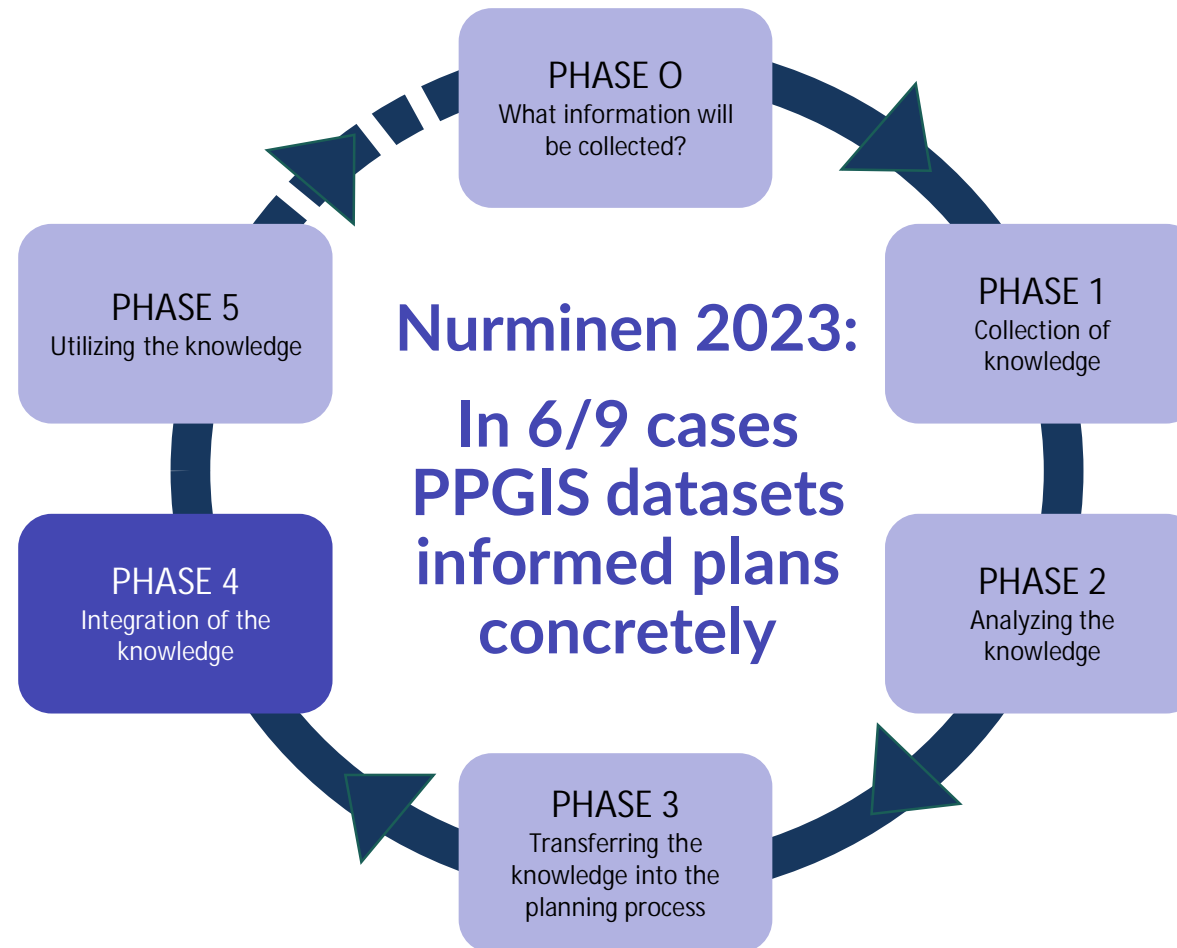 PHASE O
What information will
be collected?
PHASE 1
Collection of
knowledge
PHASE 2
Analyzing the
knowledge
PHASE 3
Transferring the
knowledge into the
planning process
PHASE 4
Integration of the
knowledge
PHASE 5
Utilizing the knowledge
Nurminen 2023:
In 6/9 cases
PPGIS datasets
informed plans
concretely